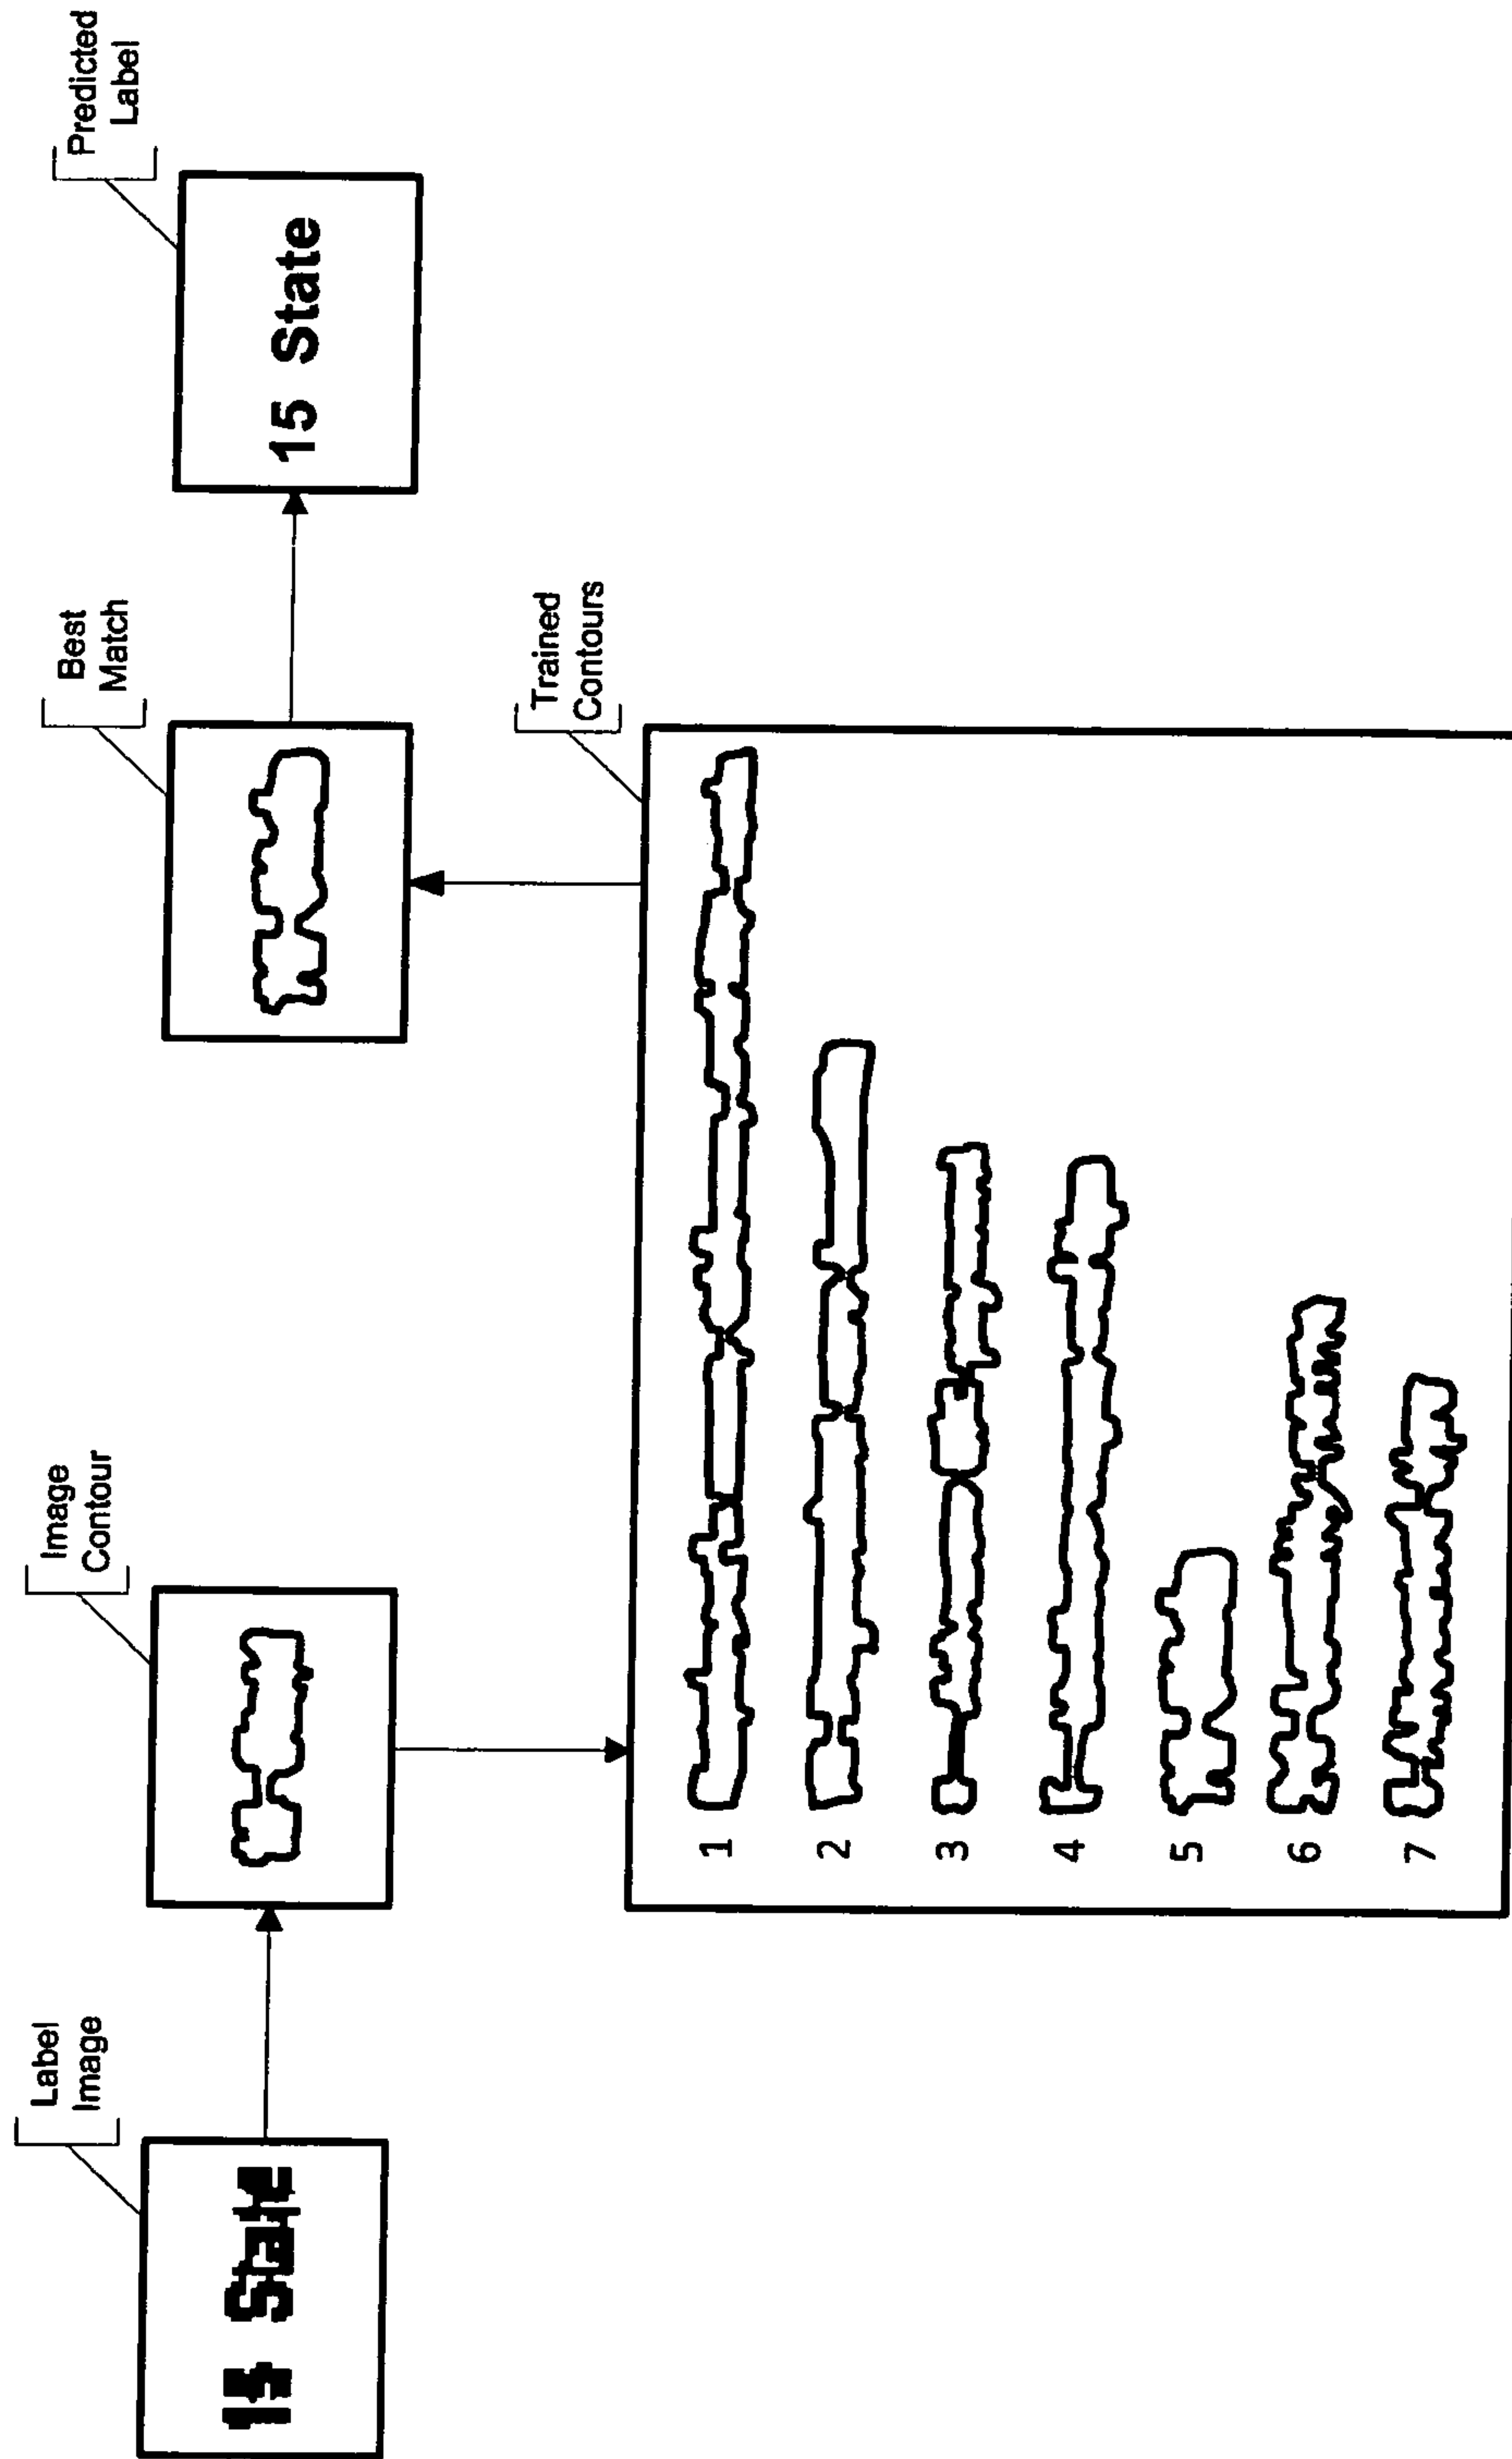 Label
Image
15 State
Image
Contour
Best
Match
Predicted
Label
15 State
Trained
Contours
1
2
3
4
5
6
7